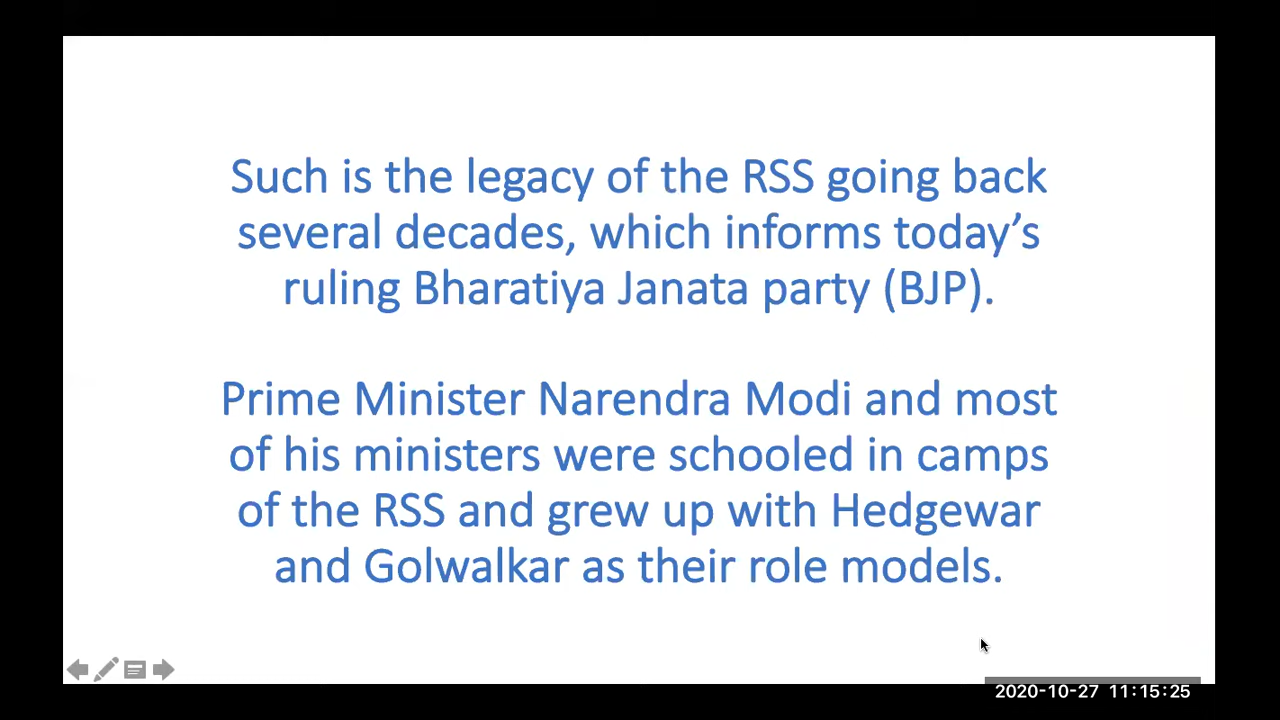 Such is the legacy of the RSS going back
several decades, which informs today’s
ruling Bharatiya Janata party (BJP).
Prime Minister Narendra Modi and most
of his ministers were schooled in camps
of the RSS and grew up with Hedgewar
and Golwalkar as their role models.
2020-10-27 11:15:25